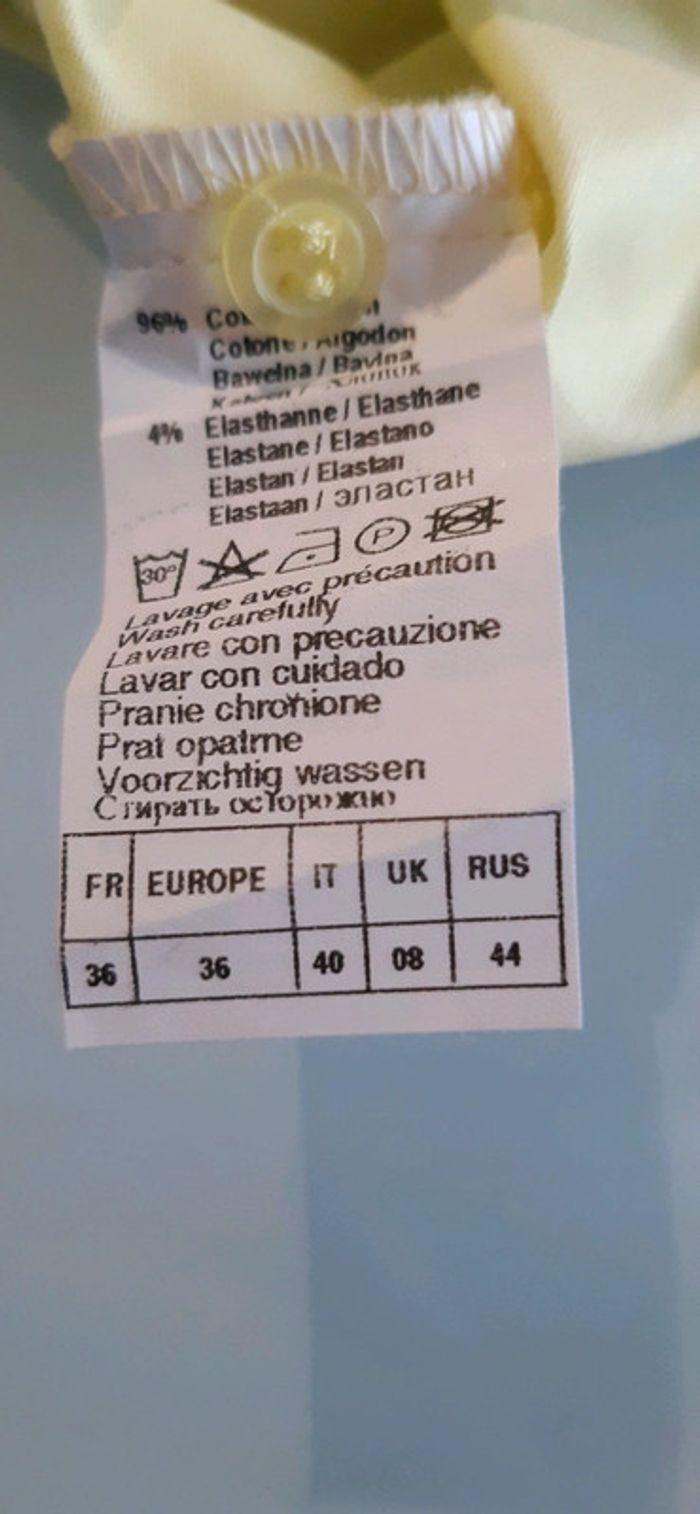 96%
Cotone / Algodon
Bawelna / Bavlna
4% Elasthanne / Elasthane
Elastane / Elastano
Elastan / Elastan
Elastaan / эластан
30° P
Lavage avec précaution
Wash carefully
Lavare con precauzione
Lavar con cuidado
Pranie chronione
Prat opatrne
Voorzichtig wassen
Стирать осторожно
FR EUROPE IT UK RUS
36 36 40 08 44